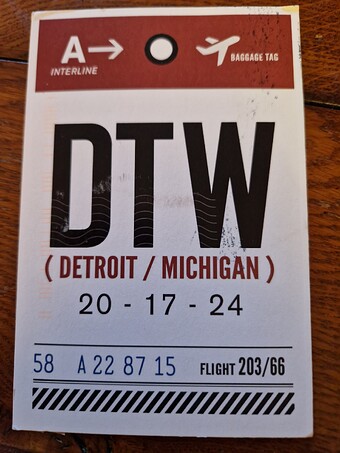 A→
INTERLINE
BAGGAGE TAG
DTW
( DETROIT / MICHIGAN )
20 - 17 - 24
58 A 22 87 15 FLIGHT 203/66